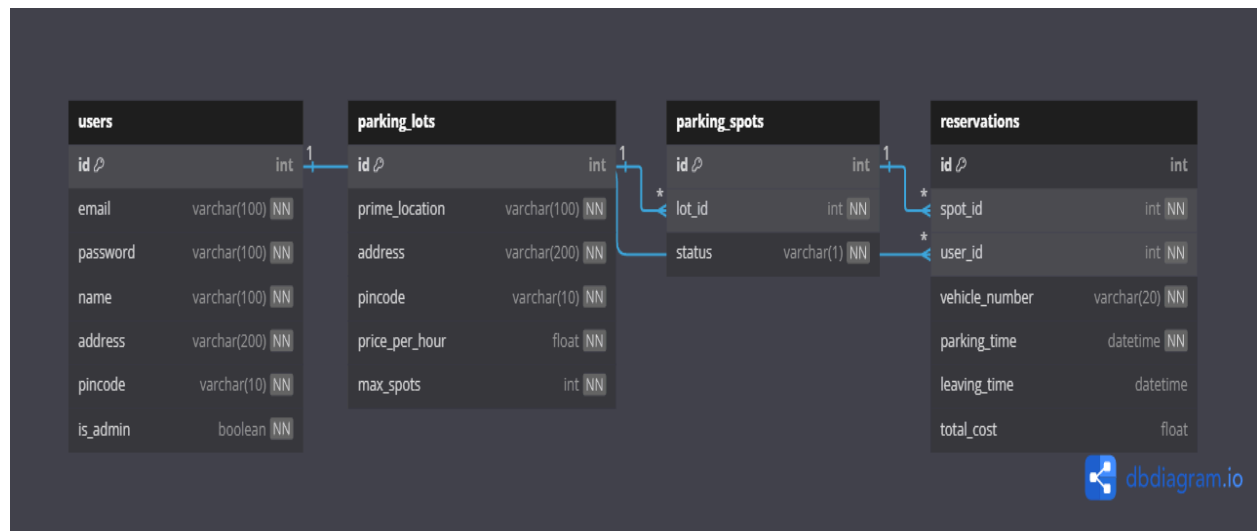 users
id int
email varchar(100) NN
password varchar(100) NN
name varchar(100) NN
address varchar(200) NN
pincode varchar(10) NN
is_admin boolean NN
1
parking_lots
id int
prime_location varchar(100) NN
address varchar(200) NN
pincode varchar(10) NN
price_per_hour float NN
max_spots int NN
1
*
parking_spots
id int
lot_id int NN
status varchar(1) NN
1
*
*
reservations
id int
spot_id int NN
user_id int NN
vehicle_number varchar(20) NN
parking_time datetime NN
leaving_time datetime
total_cost float
dbdiagram.io